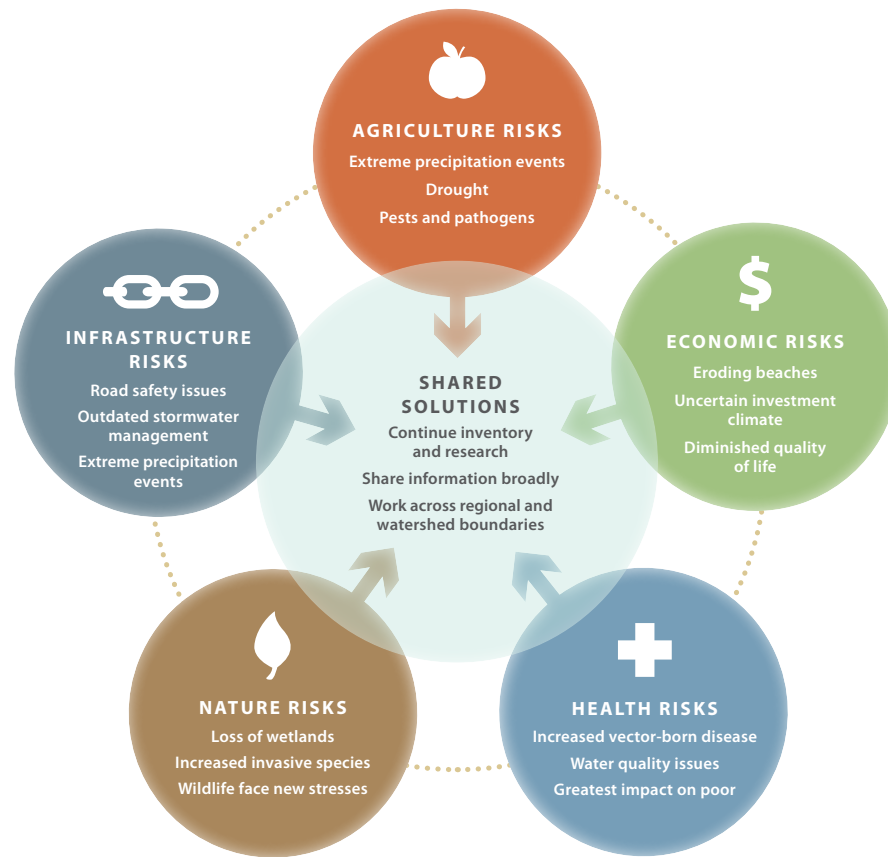 AGRICULTURE RISKS
Extreme precipitation events
Drought
Pests and pathogens
INFRASTRUCTURE
RISKS
Road safety issues
Outdated stormwater
management
Extreme precipitation
events
$
ECONOMIC RISKS
Eroding beaches
Uncertain investment
climate
Diminished quality
of life
SHARED
SOLUTIONS
Continue inventory
and research
Share information broadly
Work across regional and
watershed boundaries
NATURE RISKS
Loss of wetlands
Increased invasive species
Wildlife face new stresses
HEALTH RISKS
Increased vector-born disease
Water quality issues
Greatest impact on poor